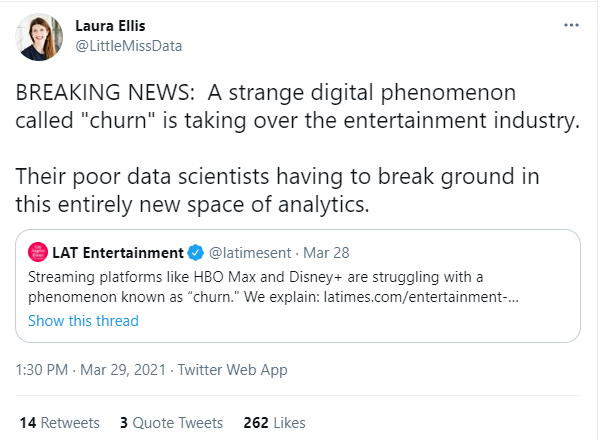 Laura Ellis
@LittleMissData
BREAKING NEWS:  A strange digital phenomenon
called "churn" is taking over the entertainment industry.
Their poor data scientists having to break ground in
this entirely new space of analytics.
LAT Entertainment @latimesent · Mar 28
Streaming platforms like HBO Max and Disney+ are struggling with a
phenomenon known as “churn." We explain: latimes.com/entertainment-...
Show this thread
1:30 PM · Mar 29, 2021 · Twitter Web App
14 Retweets 3 Quote Tweets 262 Likes